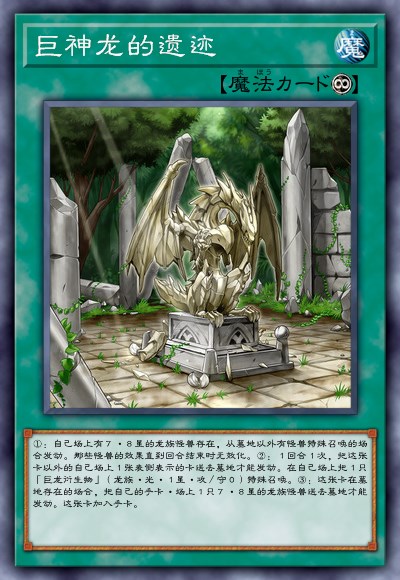 巨神龙的遗迹
魔
【魔法カード∞】
まほう
①：自己场上有7·8星的龙族怪兽存在，从墓地以外有怪兽特殊召唤的场
合发动。那些怪兽的效果直到回合结束时无效化。②：1回合1次，把这张
卡以外的自己场上1张表侧表示的卡送去墓地才能发动。在自己场上把1只
「巨龙衍生物」（龙族·光·1星·攻／守0）特殊召唤。③：这张卡在墓
地存在的场合，把自己的手卡·场上1只7·8星的龙族怪兽送去墓地才能
发动。这张卡加入手卡。